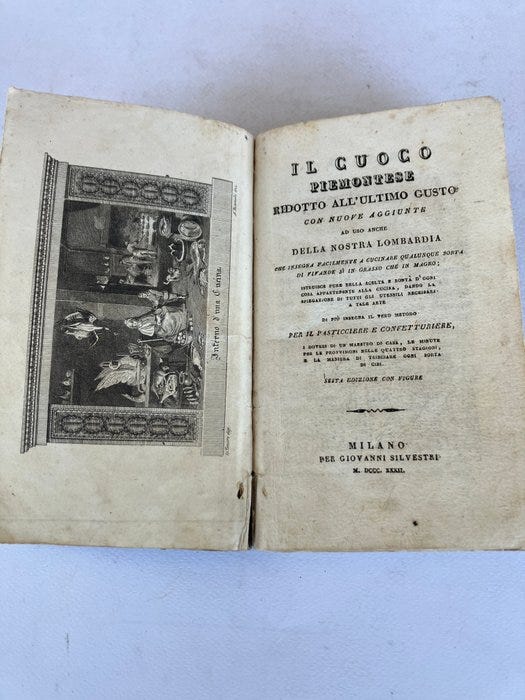 Interno d'una Cucina
IL CUOCO
PIEMONTESE
RIDOTTO ALL'ULTIMO GUSTO
CON NUOVE AGGIUNTE
AD USO ANCHE
DELLA NOSTRA LOMBARDIA
CHE INSEGNA FACILMENTE A CUCINARE QUALUNQUE SORTA
DI VIVANDE SÌ IN GRASSO CHE IN MAGRO;
ISTRUISCE PURE NELLA SCELTA E BONTÀ D'OGNI
COSA APPARTENENTE ALLA CUCINA, DANDO LA
SPIEGAZIONE DI TUTTI GLI UTENSILI NECESSARJ
A TALE ARTE
DI PIÙ INSEGNA IL VERO METODO
PER IL PASTICCIERE E CONFETTURIERE,
I DOVERI DI UN MAESTRO DI CASA, LE MINUTE
PER LE PROVVIGIONI NELLE QUATTRO STAGIONI;
E LA MANIERA DI TRINCIARE OGNI SORTA
DI CIBI.
SESTA EDIZIONE CON FIGURE
MILANO
PER GIOVANNI SILVESTRI
M. DCCC. XXXII.